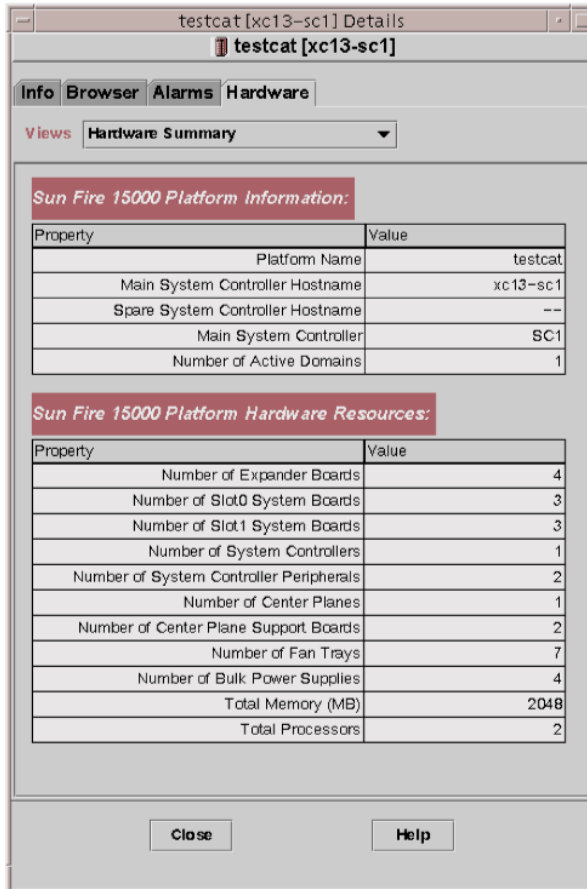 testcat [xc13-sc1] Details
testcat [xc13-sc1]
Info Browser Alarms Hardware
Views Hardware Summary
Sun Fire 15000 Platform Information:
Property Value
Platform Name testcat
Main System Controller Hostname xc13-sc1
Spare System Controller Hostname --
Main System Controller SC1
Number of Active Domains 1
Sun Fire 15000 Platform Hardware Resources:
Property Value
Number of Expander Boards 4
Number of Slot0 System Boards 3
Number of Slot1 System Boards 3
Number of System Controllers 1
Number of System Controller Peripherals 2
Number of Center Planes 1
Number of Center Plane Support Boards 2
Number of Fan Trays 7
Number of Bulk Power Supplies 4
Total Memory (MB) 2048
Total Processors 2
Close Help